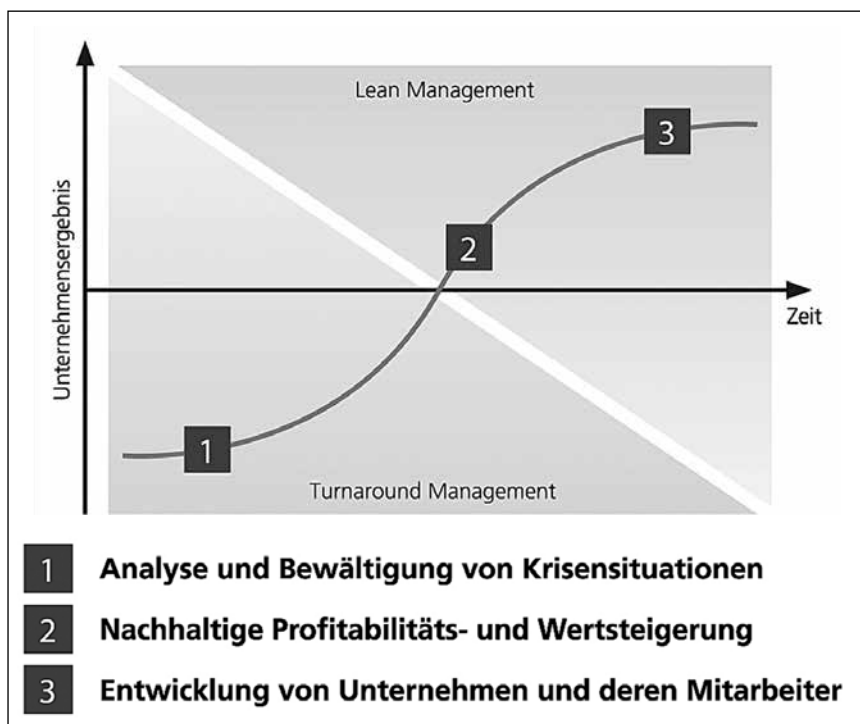 Unternehmensergebnis
Lean Management
3
2
Zeit
1
Turnaround Management
1 Analyse und Bewältigung von Krisensituationen
2 Nachhaltige Profitabilitäts- und Wertsteigerung
3 Entwicklung von Unternehmen und deren Mitarbeiter